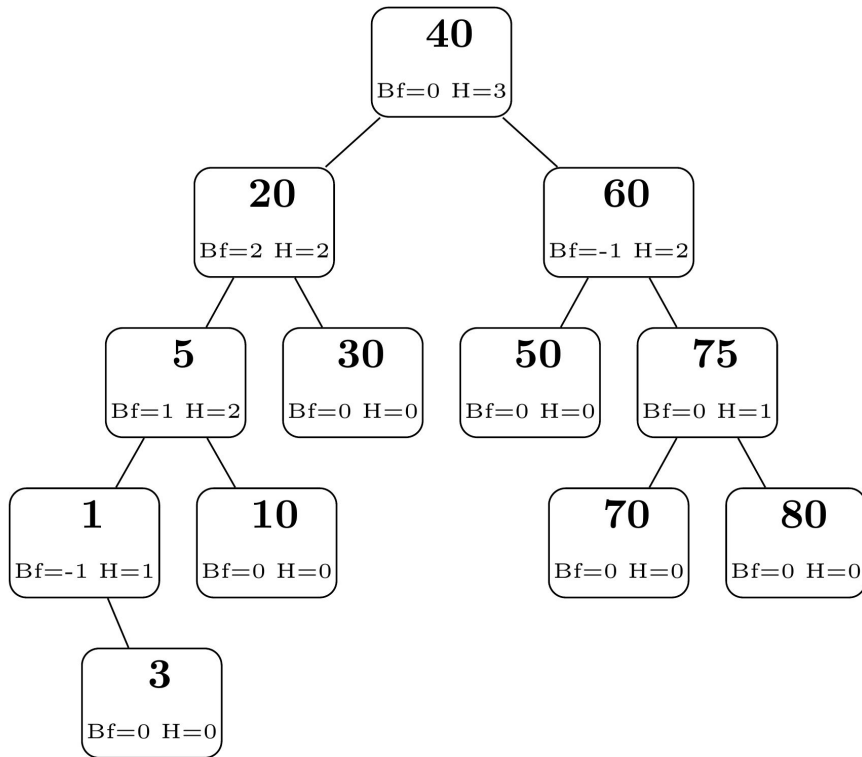 40
Bf=0 H=3
20
Bf=2 H=2
60
Bf=-1 H=2
5
Bf=1 H=2
30
Bf=0 H=0
50
Bf=0 H=0
75
Bf=0 H=1
1
Bf=-1 H=1
10
Bf=0 H=0
70
Bf=0 H=0
80
Bf=0 H=0
3
Bf=0 H=0